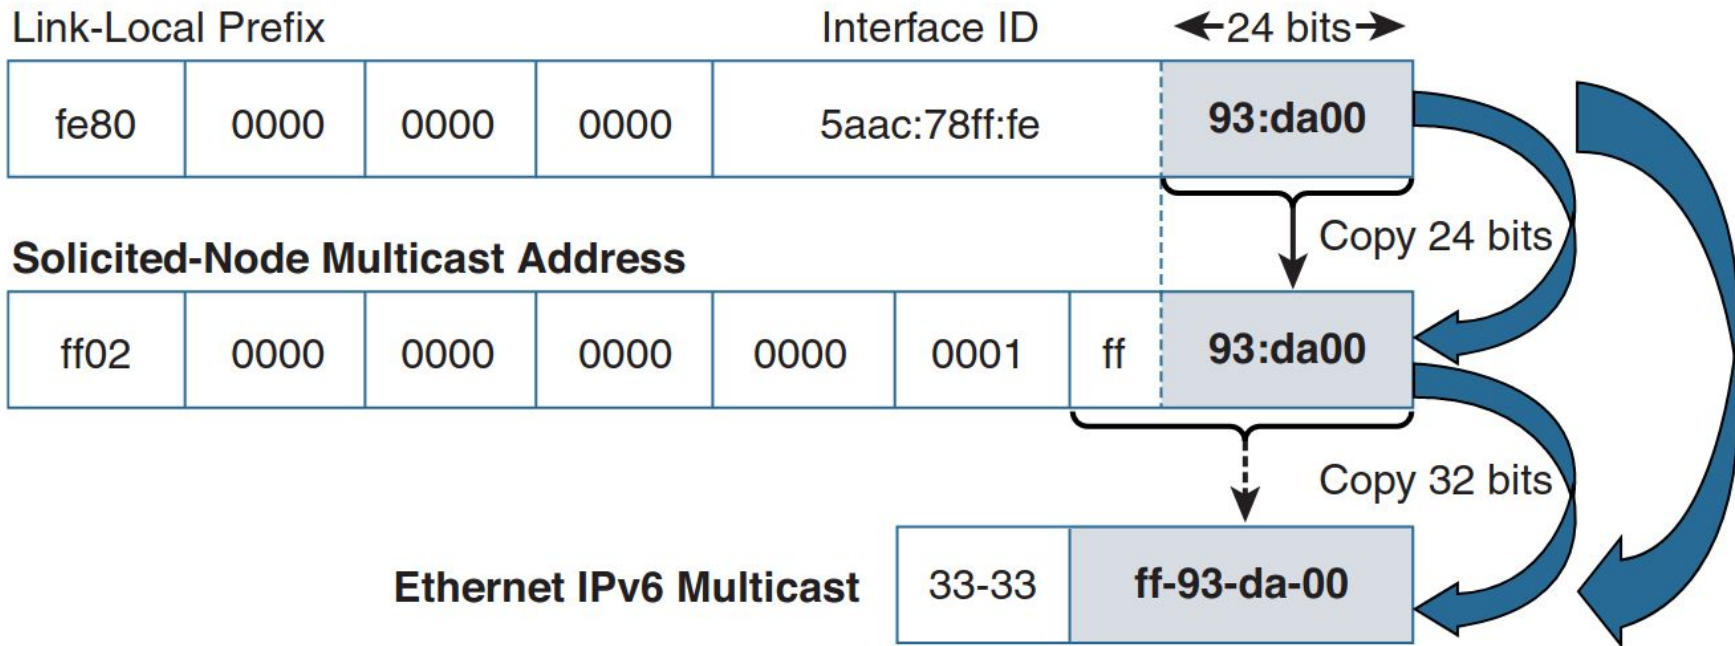 Link-Local Prefix Interface ID 24 bits
fe80 0000 0000 0000 5aac:78ff:fe 93:da00
Copy 24 bits
Solicited-Node Multicast Address
ff02 0000 0000 0000 0000 0001 ff 93:da00
Copy 32 bits
Ethernet IPv6 Multicast 33-33 ff-93-da-00